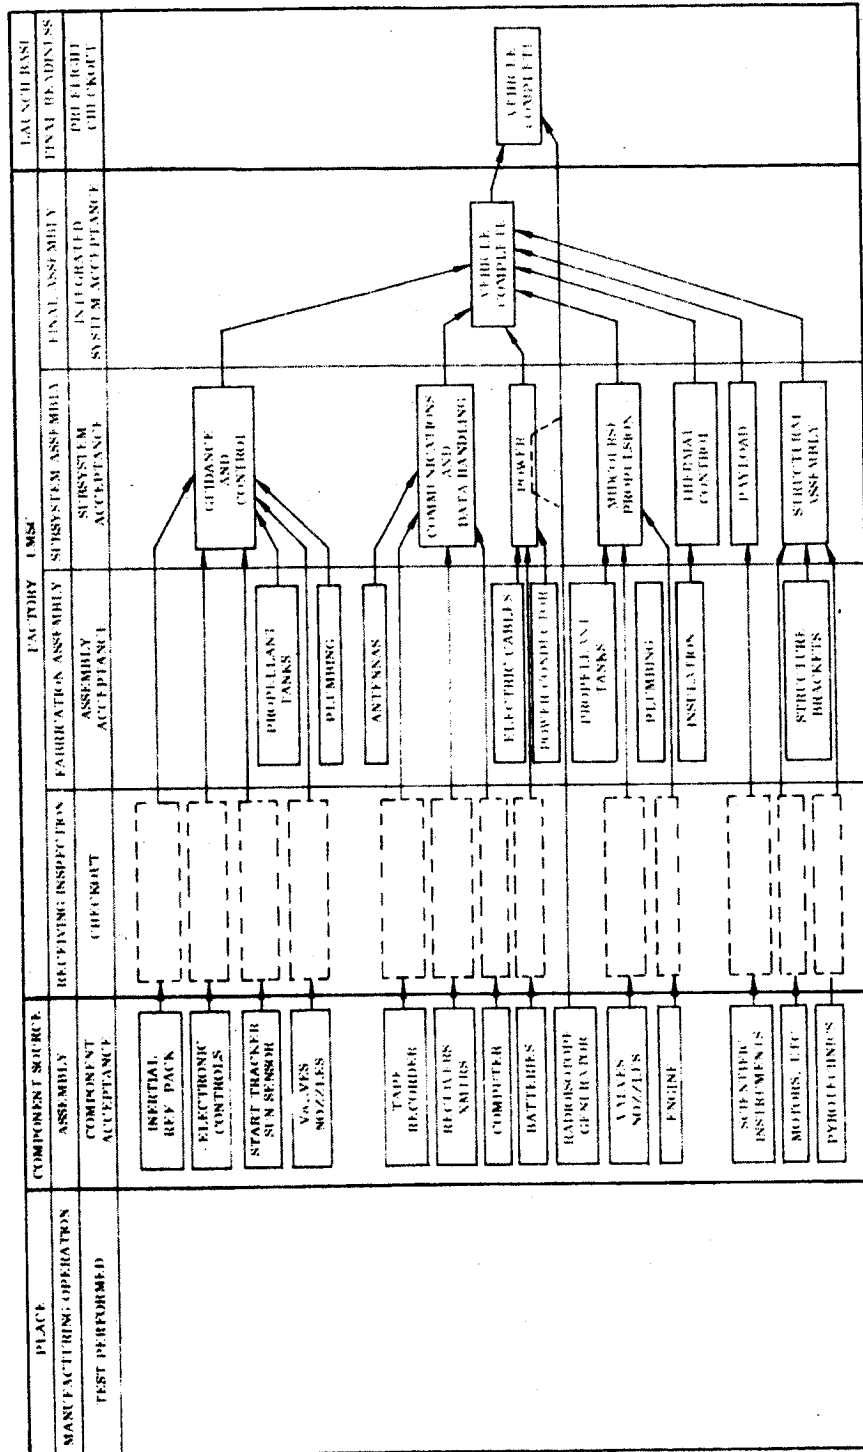 PLACE
COMPONENT SOURCE
FACTORY LMSC
LAUNCH BASE
MANUFACTURING OPERATION
ASSEMBLY
RECEIVING INSPECTION
FABRICATION ASSEMBLY
SUBSYSTEM ASSEMBLY
FINAL ASSEMBLY
FINAL READINESS
TEST PERFORMED
COMPONENT
ACCEPTANCE
CHECKOUT
ASSEMBLY
ACCEPTANCE
SUBSYSTEM
ACCEPTANCE
INTEGRATED
SYSTEM ACCEPTANCE
PREFLIGHT
CHECKOUT
INERTIAL
REF PACK
ELECTRONIC
CONTROLS
START TRACKER
SUN SENSOR
VALVES
NOZZLES
TAPE
RECORDER
RECEIVERS
XMTRS
COMPUTER
BATTERIES
RADIOISOTOPE
GENERATOR
VALVES
NOZZLES
ENGINE
SCIENTIFIC
INSTRUMENTS
MOTORS, ETC
PYROTECHNICS
PROPELLANT
TANKS
PLUMBING
ANTENNAS
ELECTRIC CABLES
POWER CONDUCTOR
PROPELLANT
TANKS
PLUMBING
INSULATION
STRUCTURE
BRACKETS
GUIDANCE
AND
CONTROL
COMMUNICATIONS
AND
DATA HANDLING
POWER
MIDCOURSE
PROPULSION
THERMAL
CONTROL
PAYLOAD
STRUCTURAL
ASSEMBLY
VEHICLE
COMPLETE
VEHICLE
COMPLETE